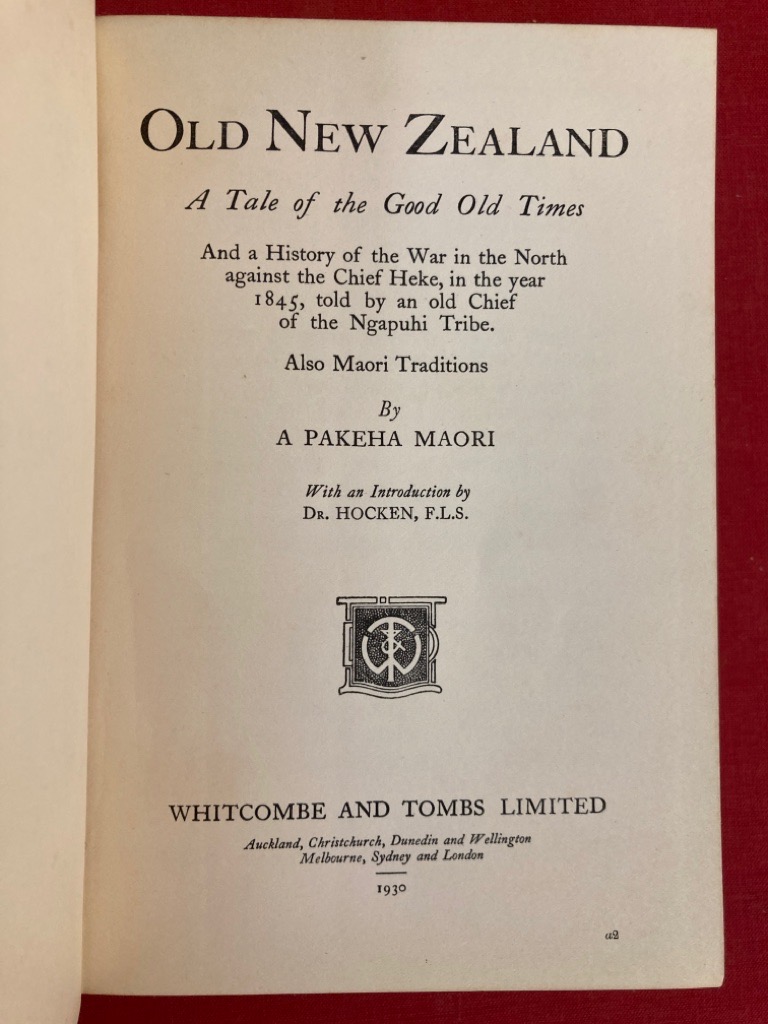 OLD NEW ZEALAND
A Tale of the Good Old Times
And a History of the War in the North
against the Chief Heke, in the year
1845, told by an old Chief
of the Ngapuhi Tribe.
Also Maori Traditions
By
A PAKEHA MAORI
With an Introduction by
DR. HOCKEN, F.L.S.
W&T
WHITCOMBE AND TOMBS LIMITED
Auckland, Christchurch, Dunedin and Wellington
Melbourne, Sydney and London
1930
a2